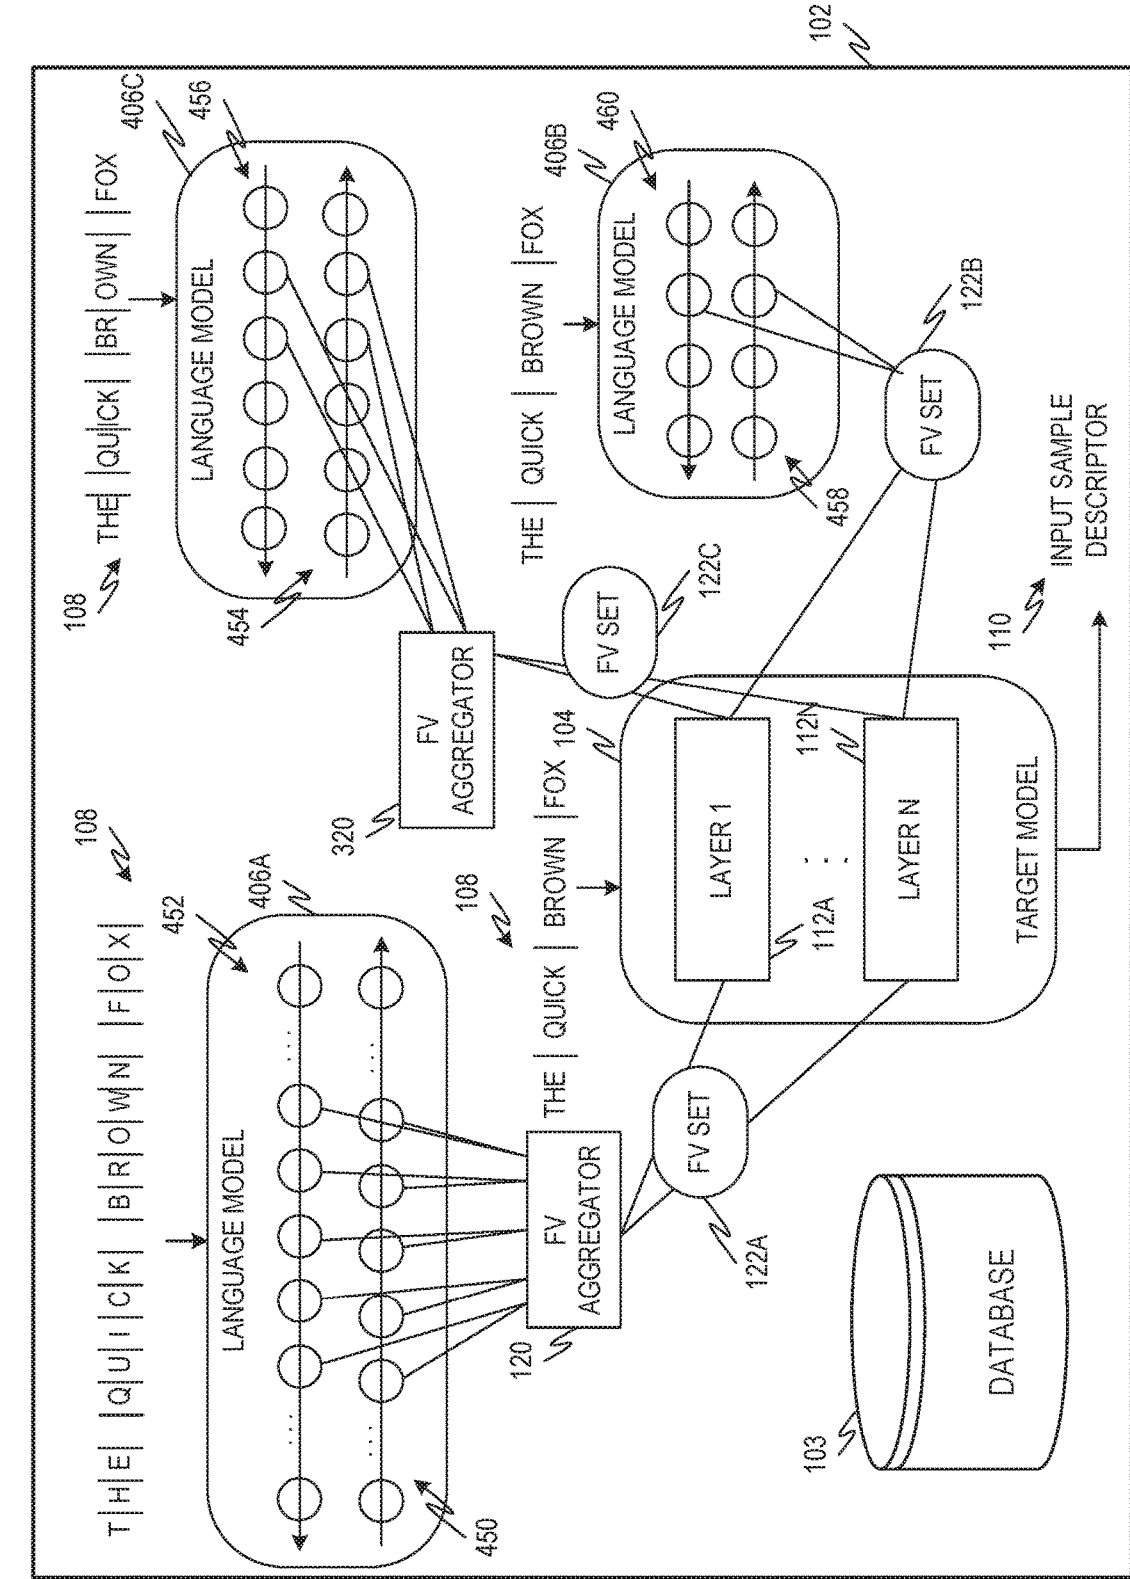 102
T|H|E| |Q|U|I|C|K| |B|R|O|W|N| |F|O|X|
108
452
406A
LANGUAGE MODEL
450
108
THE| |QU|ICK| |BR|OWN| |FOX
406C
456
LANGUAGE MODEL
454
320
FV
AGGREGATOR
THE | QUICK | BROWN |FOX
406B
460
LANGUAGE MODEL
458
120
FV
AGGREGATOR
108
THE | QUICK | BROWN |FOX
104
FV SET
122C
122A
FV SET
LAYER 1
112A
LAYER N
112N
TARGET MODEL
FV SET
122B
103
DATABASE
110
INPUT SAMPLE
DESCRIPTOR